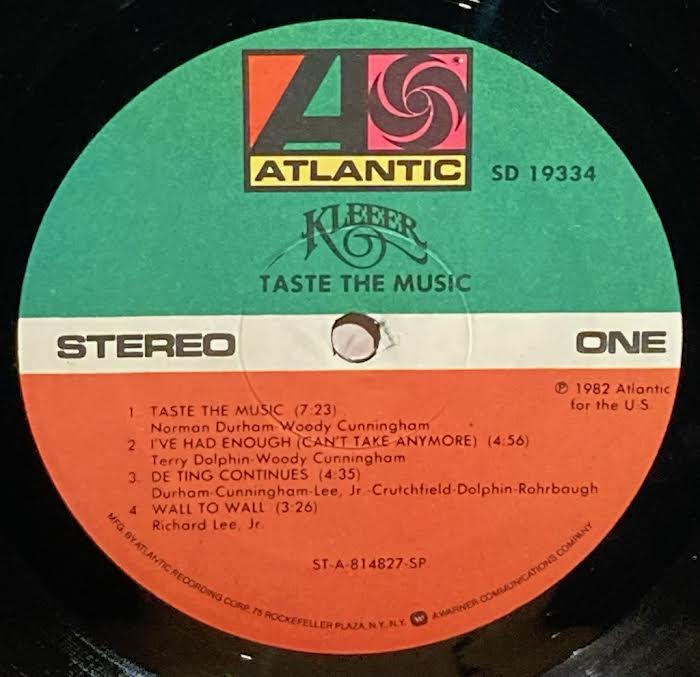 ATLANTIC
SD 19334
KLEEER
TASTE THE MUSIC
STEREO
ONE
℗ 1982 Atlantic
for the U.S.
1. TASTE THE MUSIC (7:23)
Norman Durham-Woody Cunningham
2. I'VE HAD ENOUGH (CAN'T TAKE ANYMORE) (4:56)
Terry Dolphin-Woody Cunningham
3. DE TING CONTINUES (4:35)
Durham-Cunningham-Lee, Jr.-Crutchfield-Dolphin-Rohrbaugh
4. WALL TO WALL (3:26)
Richard Lee, Jr.
ST-A-814827-SP
MFG. BY ATLANTIC RECORDING CORP. 75 ROCKEFELLER PLAZA, N.Y., N.Y. W A WARNER COMMUNICATIONS COMPANY